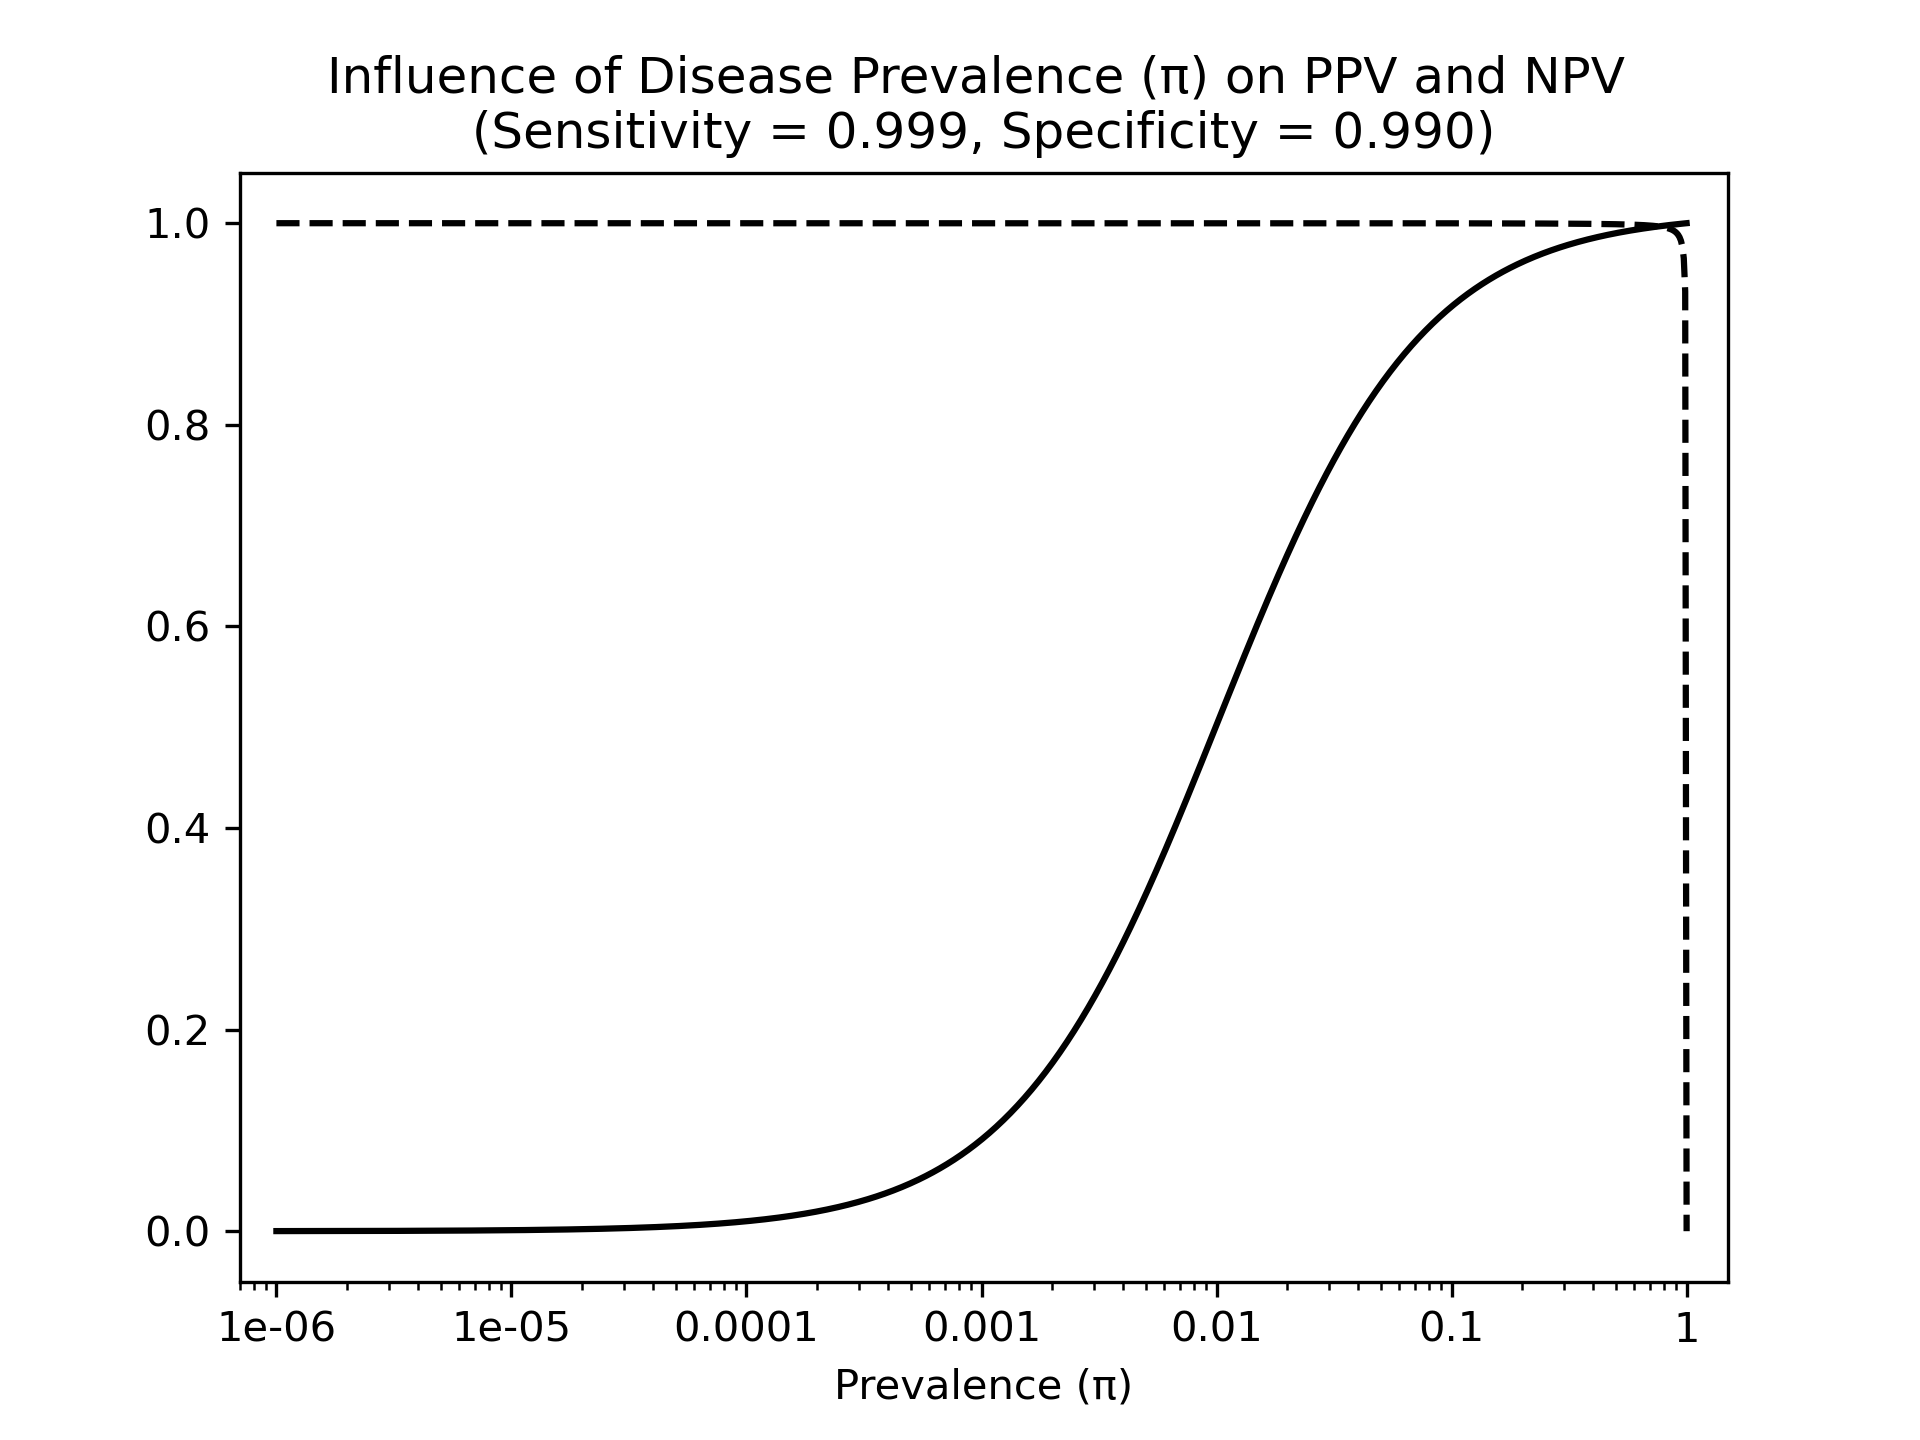 Influence of Disease Prevalence (π) on PPV and NPV
(Sensitivity = 0.999, Specificity = 0.990)
1.0
0.8
0.6
0.4
0.2
0.0
1e-06 1e-05 0.0001 0.001 0.01 0.1 1
Prevalence (π)